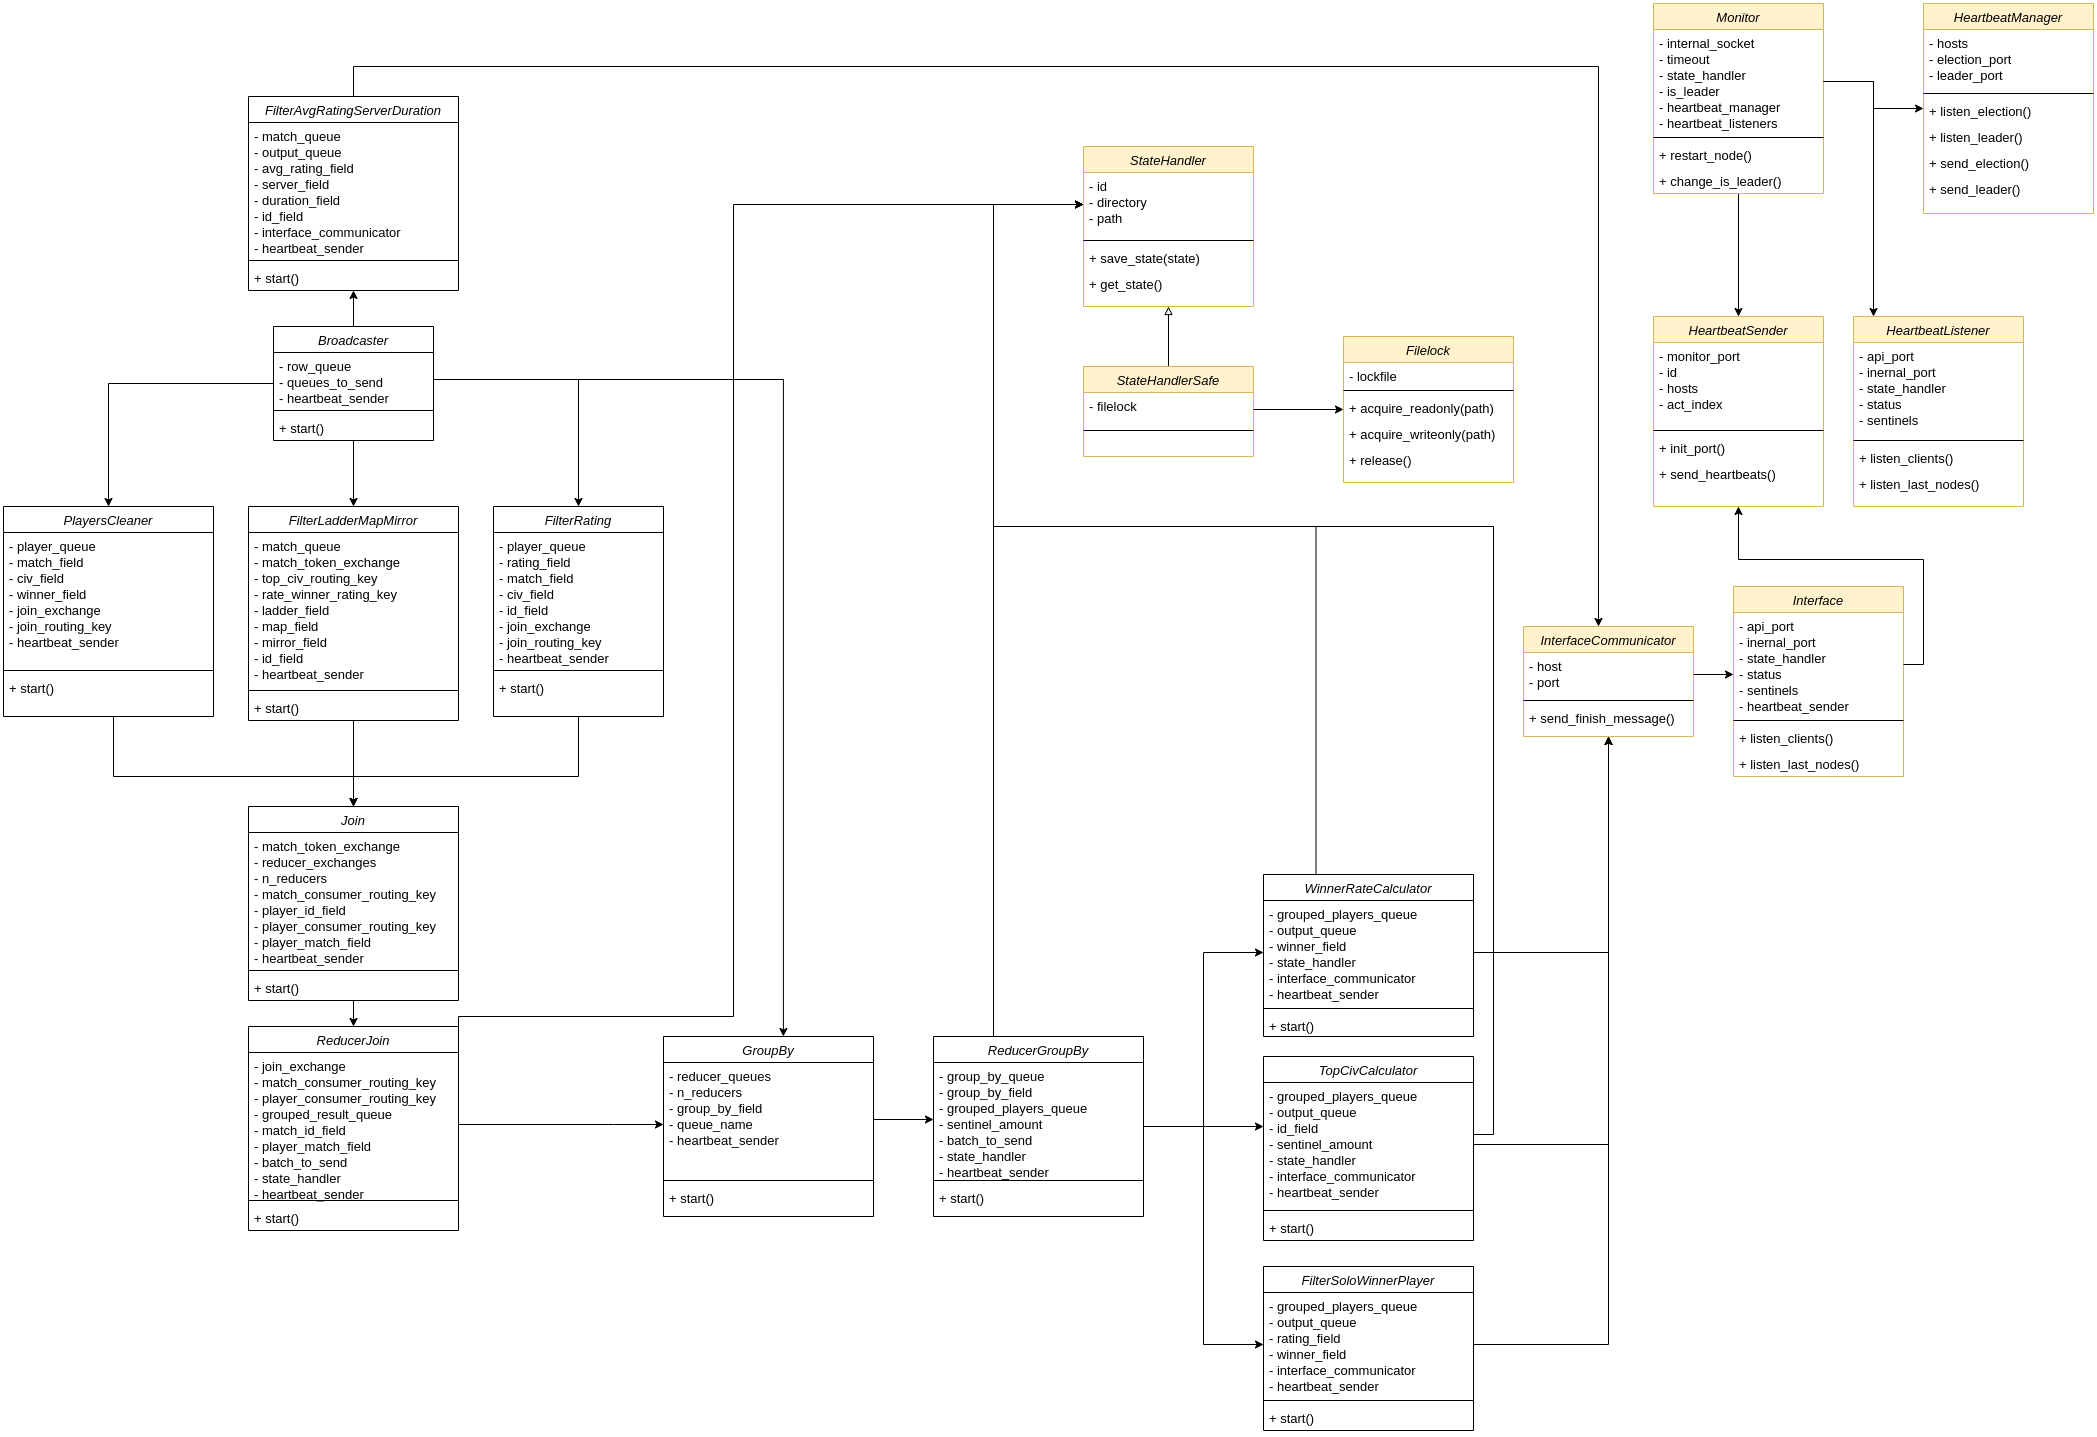 Monitor
- internal_socket
- timeout
- state_handler
- is_leader
- heartbeat_manager
- heartbeat_listeners
+ restart_node()
+ change_is_leader()
HeartbeatManager
- hosts
- election_port
- leader_port
+ listen_election()
+ listen_leader()
+ send_election()
+ send_leader()
FilterAvgRatingServerDuration
- match_queue
- output_queue
- avg_rating_field
- server_field
- duration_field
- id_field
- interface_communicator
- heartbeat_sender
+ start()
StateHandler
- id
- directory
- path
+ save_state(state)
+ get_state()
Broadcaster
- row_queue
- queues_to_send
- heartbeat_sender
+ start()
StateHandlerSafe
- filelock
Filelock
- lockfile
+ acquire_readonly(path)
+ acquire_writeonly(path)
+ release()
HeartbeatSender
- monitor_port
- id
- hosts
- act_index
+ init_port()
+ send_heartbeats()
HeartbeatListener
- api_port
- inernal_port
- state_handler
- status
- sentinels
+ listen_clients()
+ listen_last_nodes()
PlayersCleaner
- player_queue
- match_field
- civ_field
- winner_field
- join_exchange
- join_routing_key
- heartbeat_sender
+ start()
FilterLadderMapMirror
- match_queue
- match_token_exchange
- top_civ_routing_key
- rate_winner_rating_key
- ladder_field
- map_field
- mirror_field
- id_field
- heartbeat_sender
+ start()
FilterRating
- player_queue
- rating_field
- match_field
- civ_field
- id_field
- join_exchange
- join_routing_key
- heartbeat_sender
+ start()
InterfaceCommunicator
- host
- port
+ send_finish_message()
Interface
- api_port
- inernal_port
- state_handler
- status
- sentinels
- heartbeat_sender
+ listen_clients()
+ listen_last_nodes()
Join
- match_token_exchange
- reducer_exchanges
- n_reducers
- match_consumer_routing_key
- player_id_field
- player_consumer_routing_key
- player_match_field
- heartbeat_sender
+ start()
ReducerJoin
- join_exchange
- match_consumer_routing_key
- player_consumer_routing_key
- grouped_result_queue
- match_id_field
- player_match_field
- batch_to_send
- state_handler
- heartbeat_sender
+ start()
GroupBy
- reducer_queues
- n_reducers
- group_by_field
- queue_name
- heartbeat_sender
+ start()
ReducerGroupBy
- group_by_queue
- group_by_field
- grouped_players_queue
- sentinel_amount
- batch_to_send
- state_handler
- heartbeat_sender
+ start()
WinnerRateCalculator
- grouped_players_queue
- output_queue
- winner_field
- state_handler
- interface_communicator
- heartbeat_sender
+ start()
TopCivCalculator
- grouped_players_queue
- output_queue
- id_field
- sentinel_amount
- state_handler
- interface_communicator
- heartbeat_sender
+ start()
FilterSoloWinnerPlayer
- grouped_players_queue
- output_queue
- rating_field
- winner_field
- interface_communicator
- heartbeat_sender
+ start()